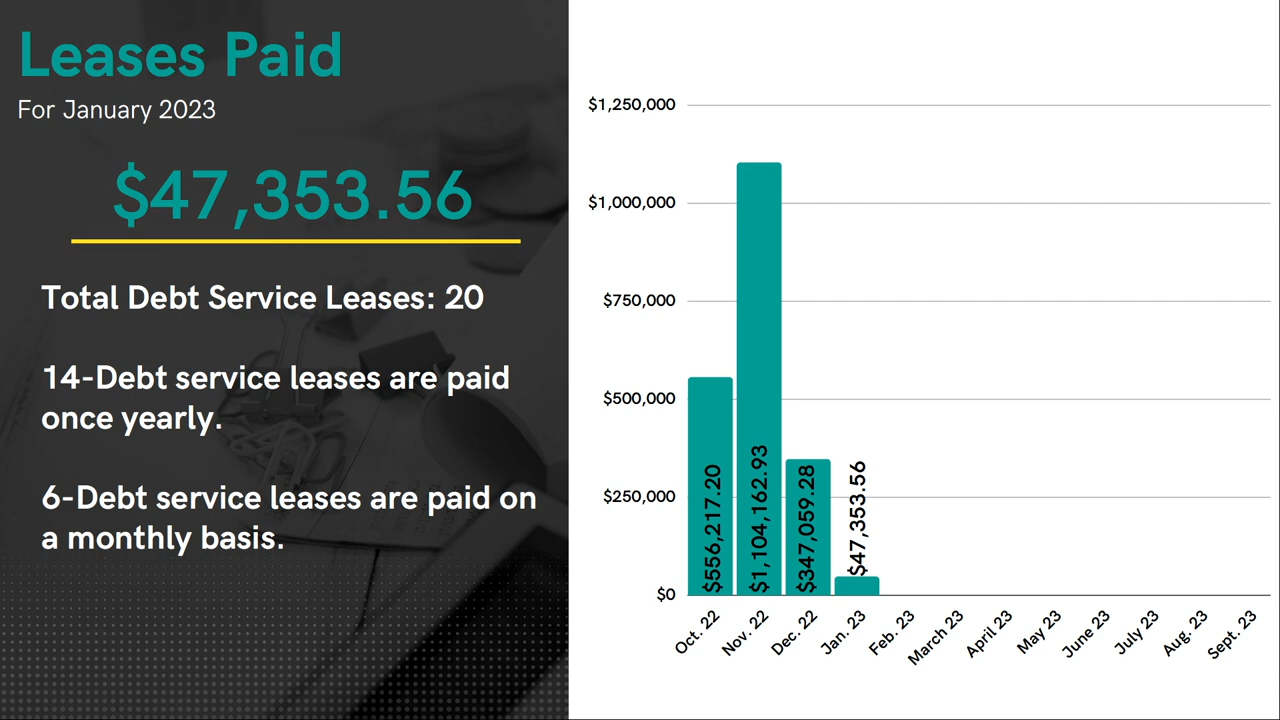 Leases Paid
For January 2023
$47,353.56
Total Debt Service Leases: 20
14-Debt service leases are paid
once yearly.
6-Debt service leases are paid on
a monthly basis.
$1,250,000
$1,000,000
$750,000
$500,000
$250,000
$0
$556,217.20
$1,104,162.93
$347,059.28
$47,353.56
Oct. 22
Nov. 22
Dec. 22
Jan. 23
Feb. 23
March 23
April 23
May 23
June 23
July 23
Aug. 23
Sept. 23